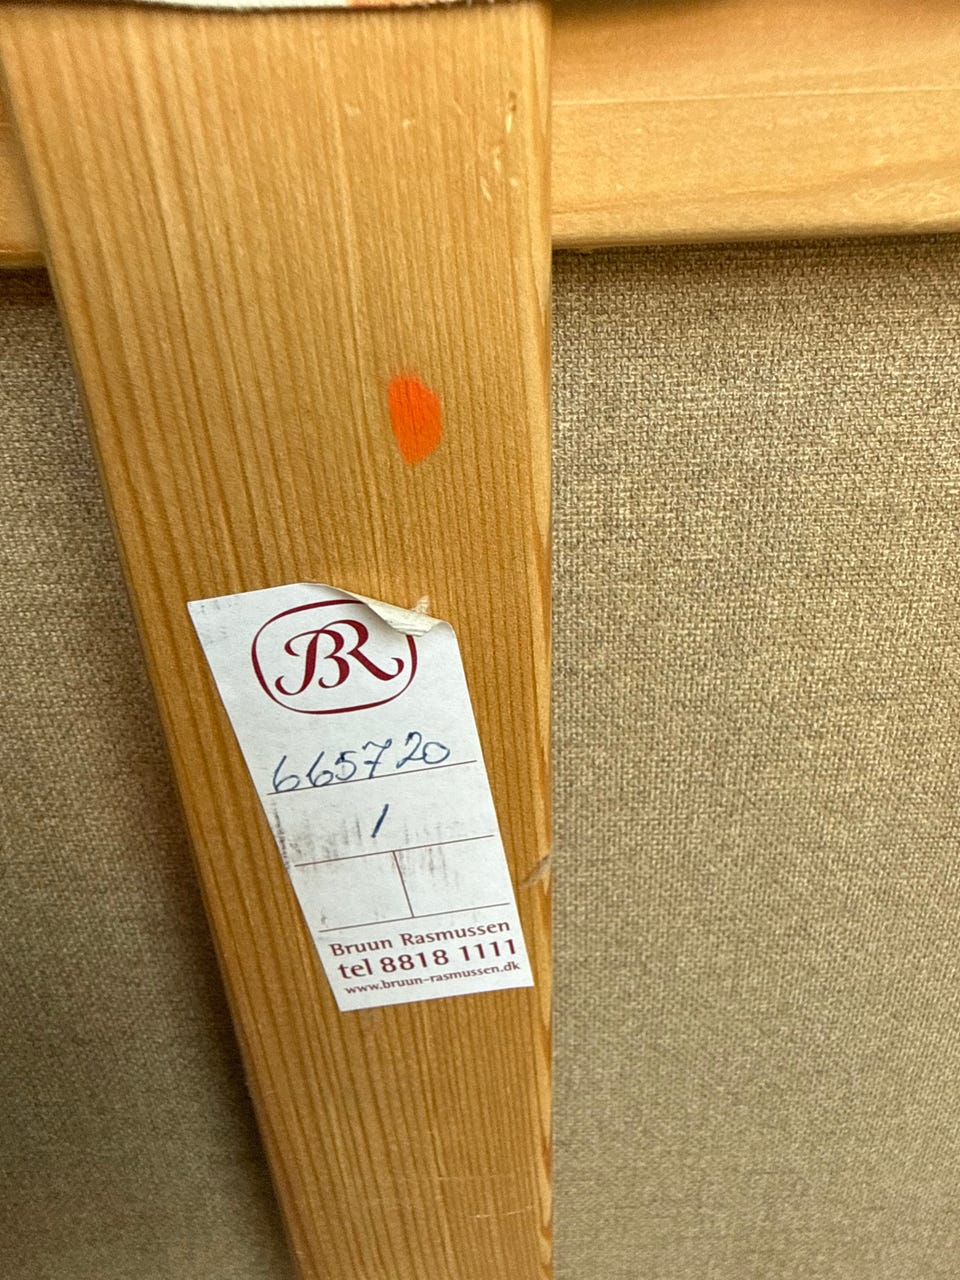 BR
665720
1
Bruun Rasmussen
tel 8818 1111
www.bruun-rasmussen.dk